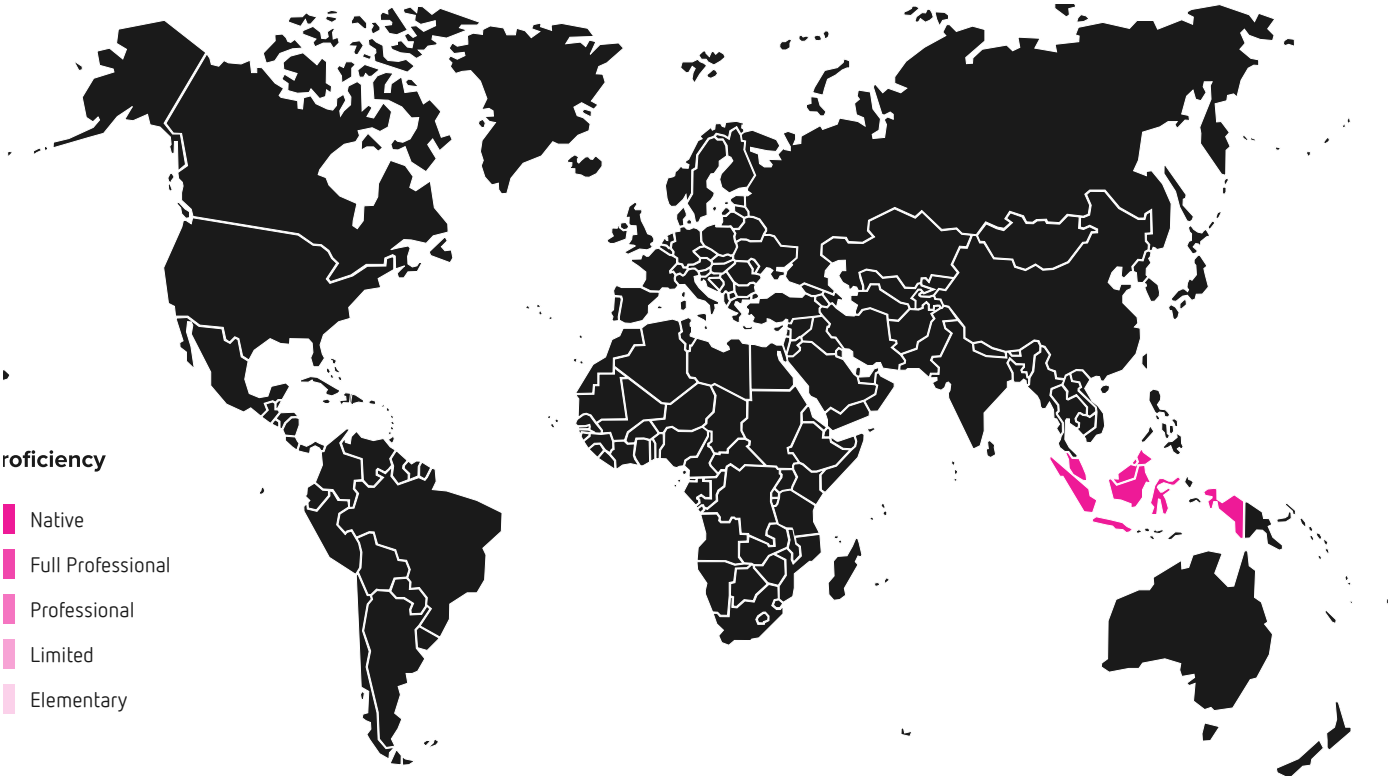 roficiency
Native
Full Professional
Professional
Limited
Elementary